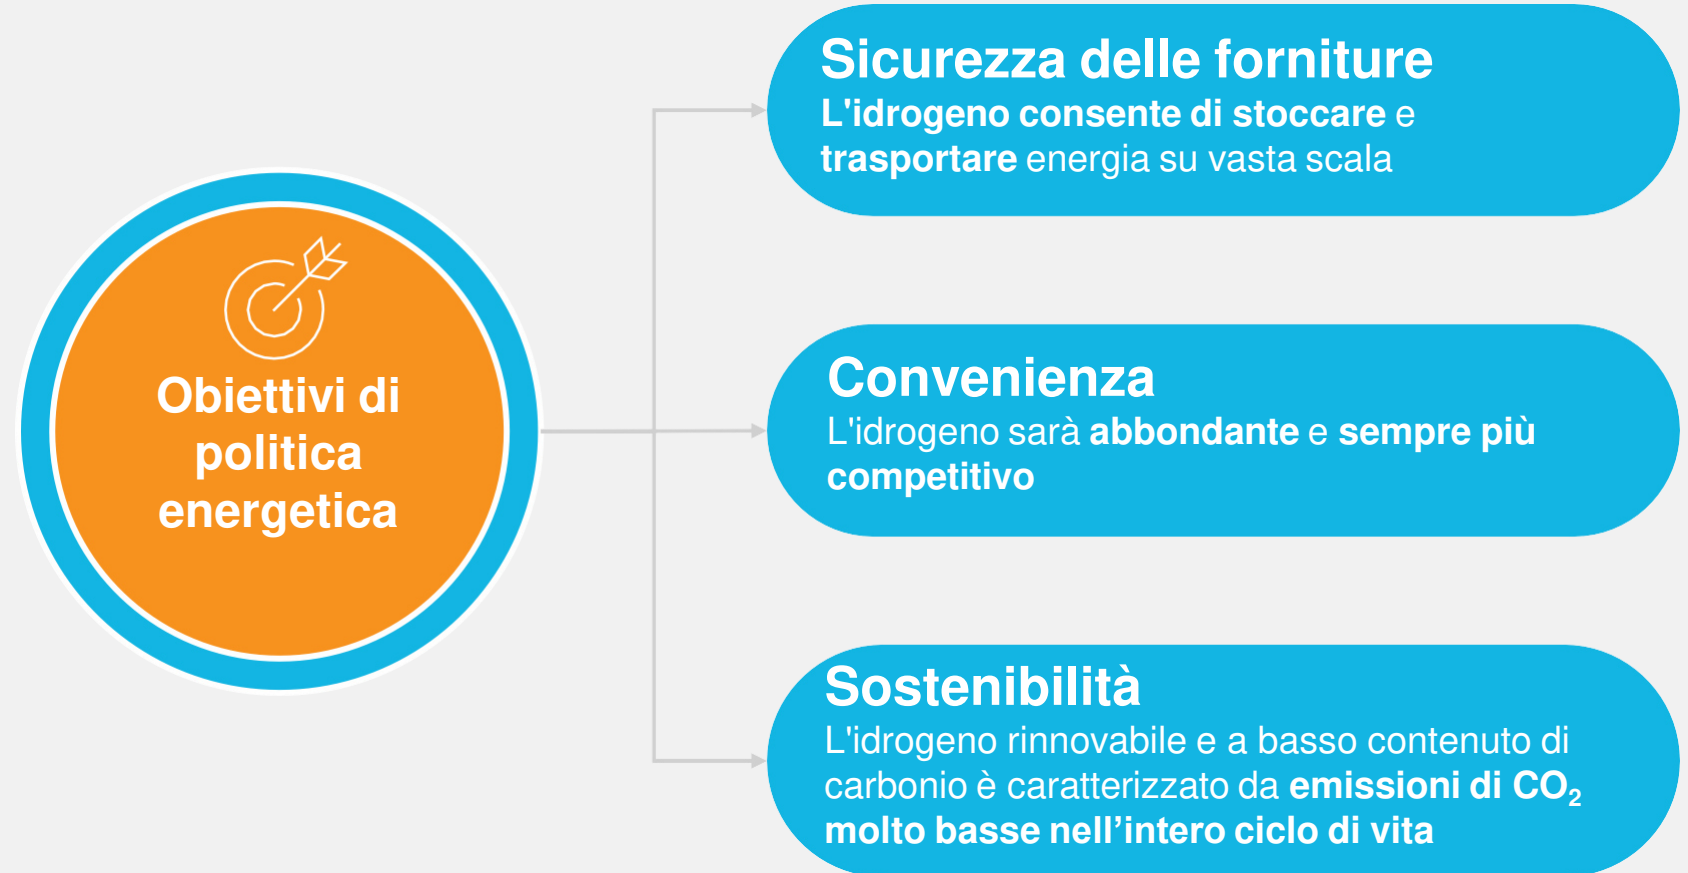 Obiettivi di
politica
energetica
Sicurezza delle forniture
L'idrogeno consente di stoccare e
trasportare energia su vasta scala
Convenienza
L'idrogeno sarà abbondante e sempre più
competitivo
Sostenibilità
L'idrogeno rinnovabile e a basso contenuto di
carbonio è caratterizzato da emissioni di CO₂
molto basse nell’intero ciclo di vita